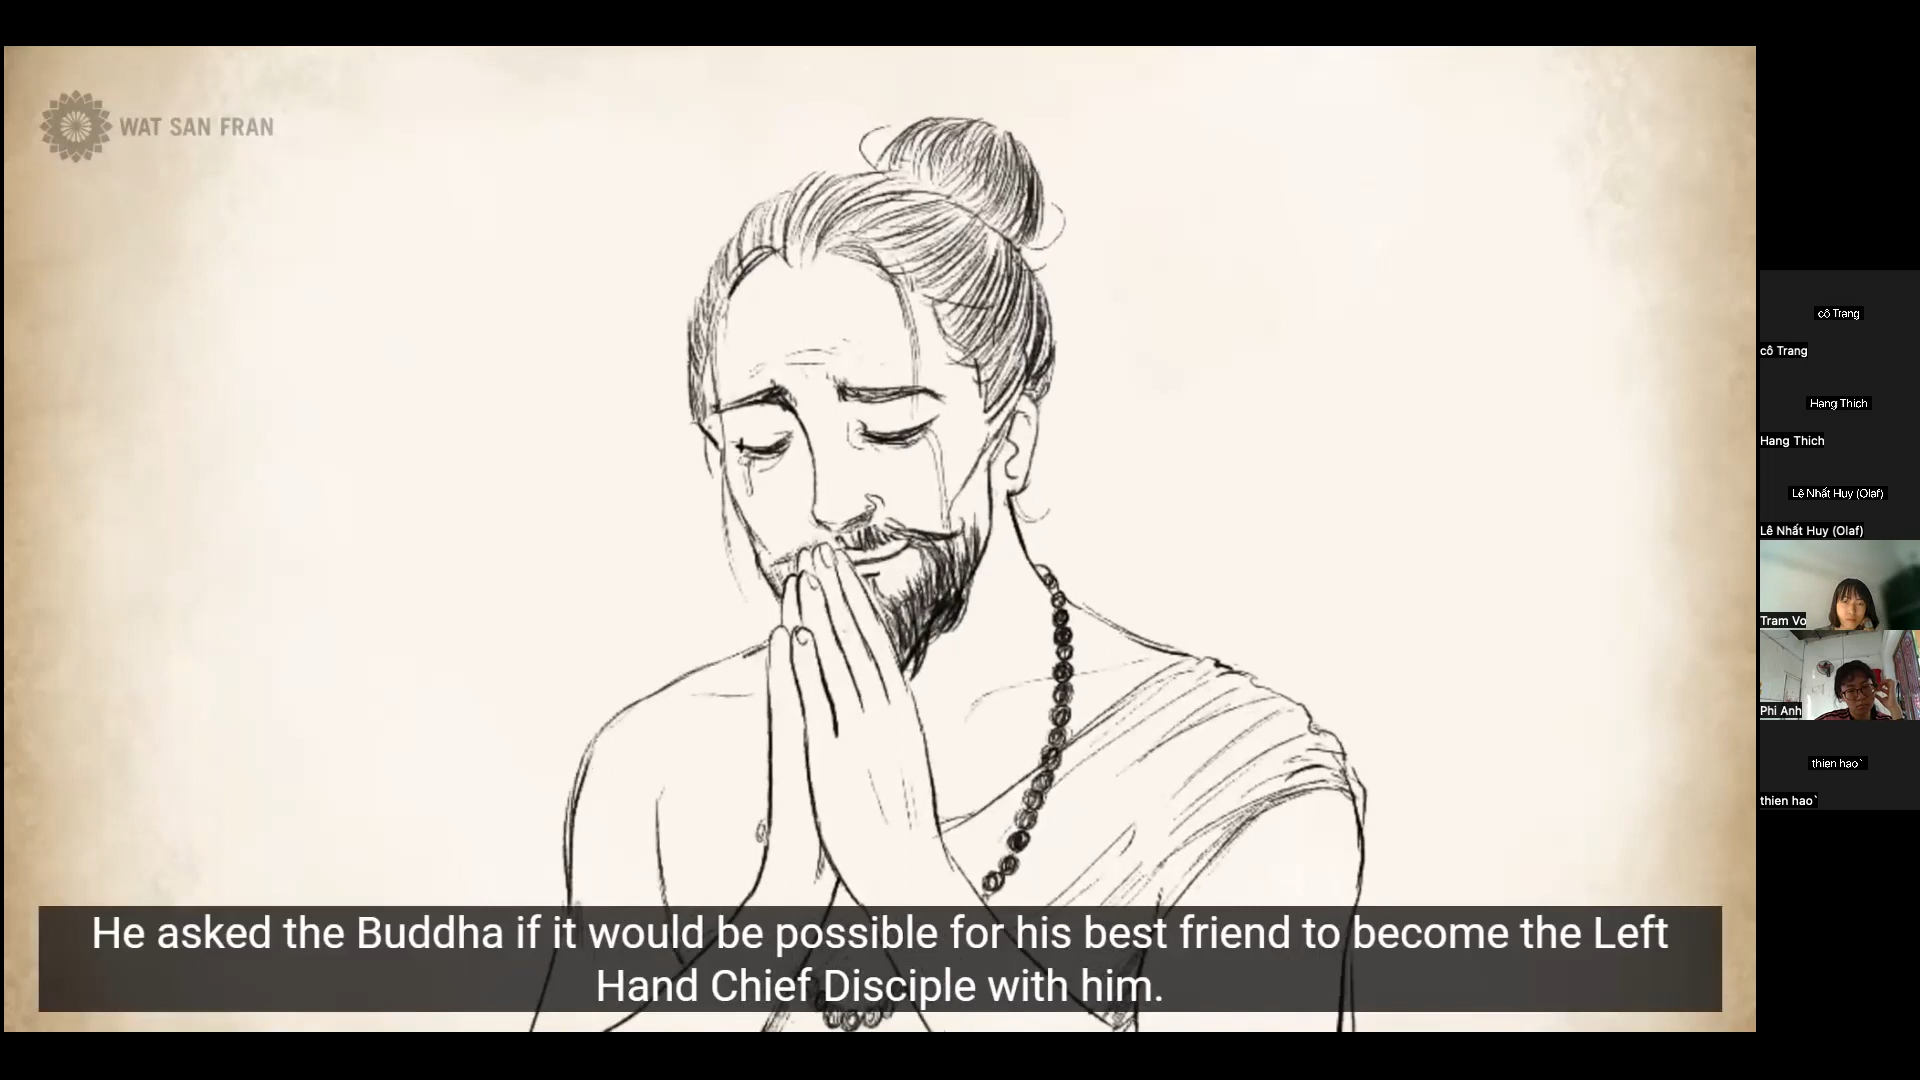 WAT SAN FRAN
He asked the Buddha if it would be possible for his best friend to become the Left
Hand Chief Disciple with him.
cô Trang
cô Trang
Hang Thich
Hang Thich
Lê Nhất Huy (Olaf)
Lê Nhất Huy (Olaf)
Tram Vo
Phi Anh
thien hao`
thien hao`